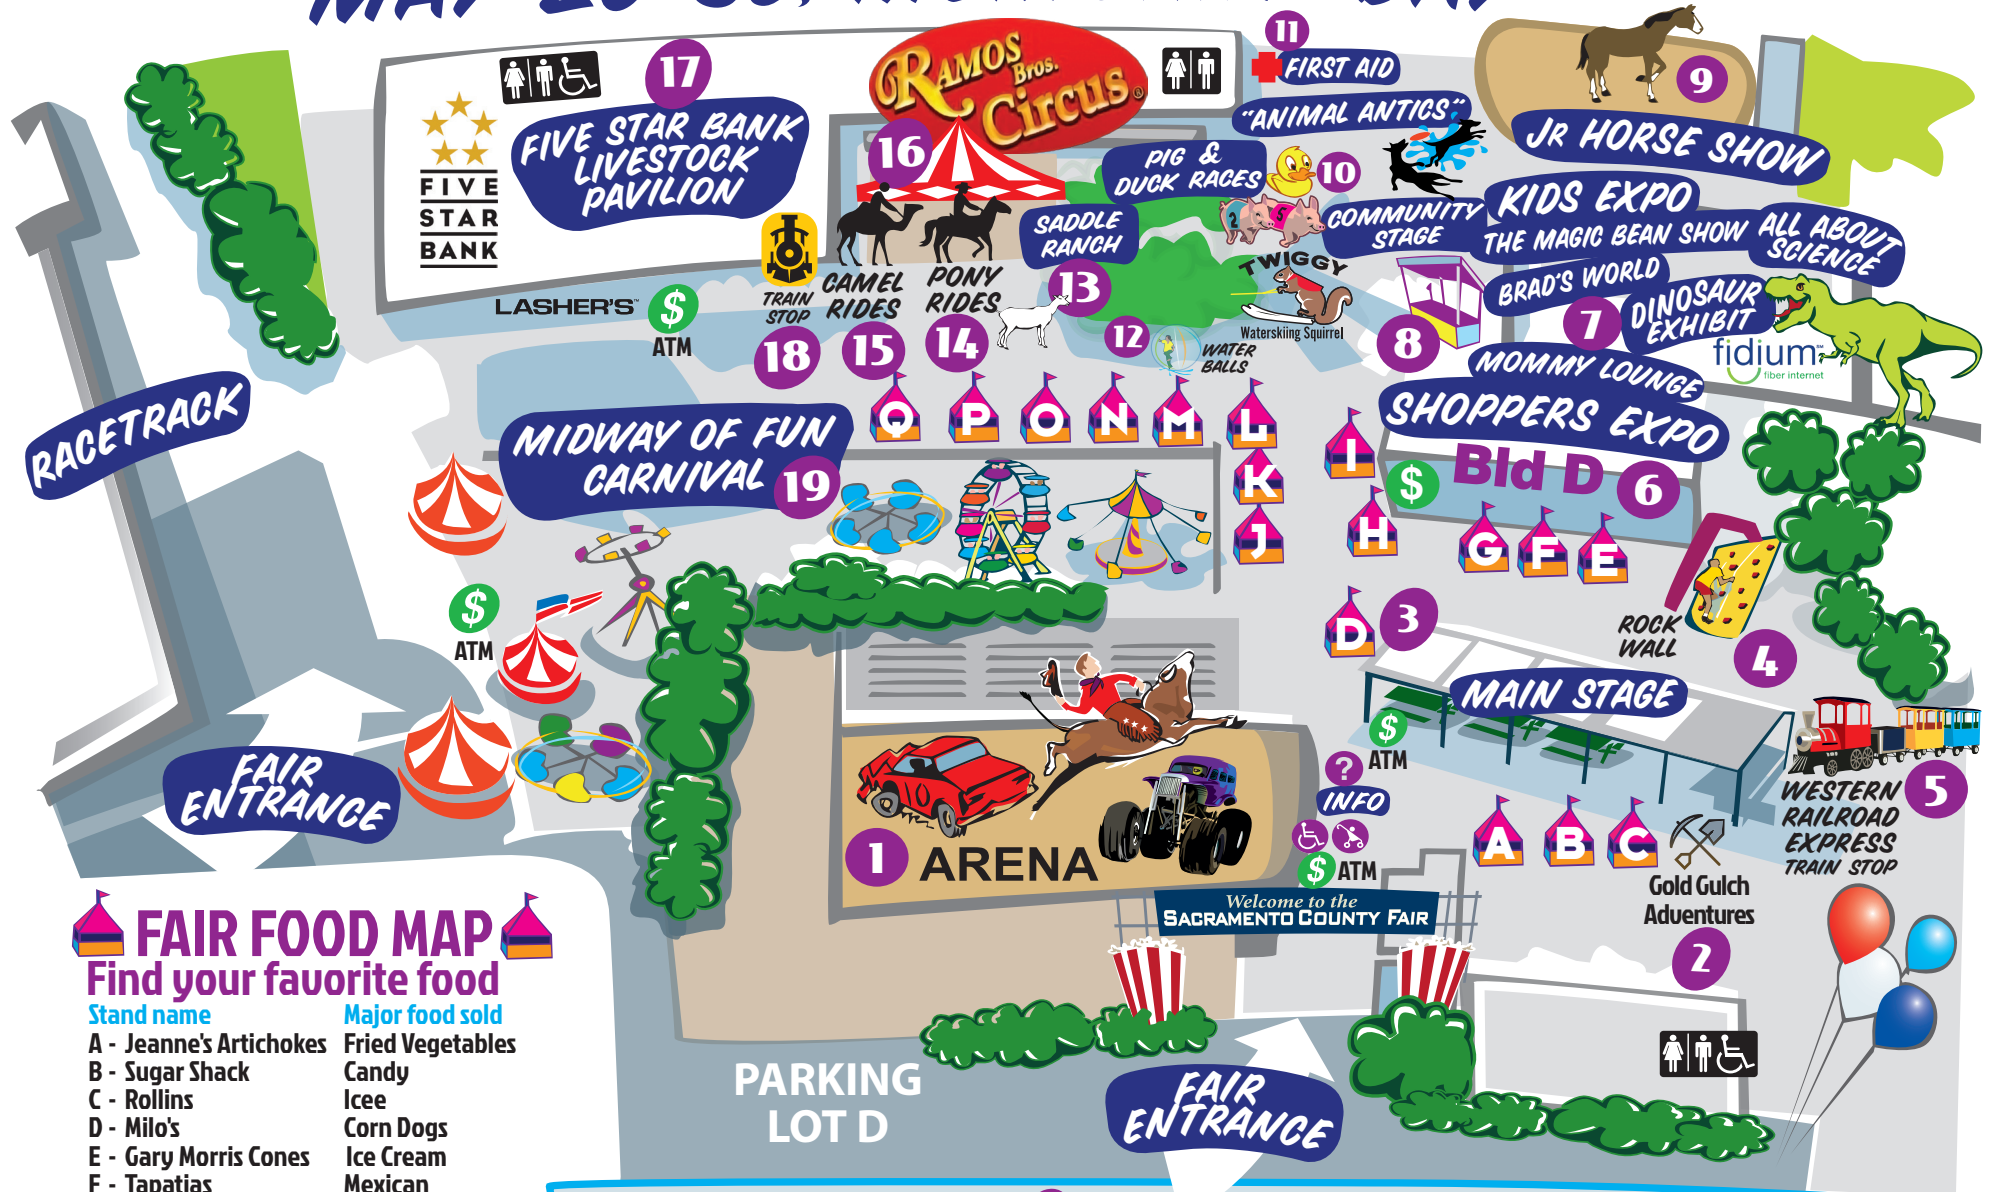 RAMOS
Bros.
Circus®
11
FIRST AID
9
17
FIVE STAR BANK
LIVESTOCK
PAVILION
FIVE
STAR
BANK
16
"ANIMAL ANTICS"
JR HORSE SHOW
PIG &
DUCK RACES
10
2
5
SADDLE
RANCH
13
COMMUNITY
STAGE
KIDS EXPO
THE MAGIC BEAN SHOW
ALL ABOUT
SCIENCE
BRAD'S WORLD
7
DINOSAUR
EXHIBIT
fidium
fiber internet
LASHER'S™
$
ATM
TRAIN
STOP
18
CAMEL
RIDES
15
PONY
RIDES
14
12
WATER
BALLS
TWIGGY
Waterskiing Squirrel
8
MOMMY LOUNGE
SHOPPERS EXPO
Bld D
6
$
RACETRACK
MIDWAY OF FUN
CARNIVAL
19
Q
P
O
N
M
L
K
J
I
H
G
F
E
D
3
ROCK
WALL
4
$
ATM
MAIN STAGE
$
ATM
?
INFO
$
ATM
WESTERN
RAILROAD
EXPRESS
TRAIN STOP
5
A
B
C
Gold Gulch
Adventures
2
FAIR
ENTRANCE
1
ARENA
Welcome to the
SACRAMENTO COUNTY FAIR
PARKING
LOT D
FAIR
ENTRANCE
FAIR FOOD MAP
Find your favorite food
Stand name Major food sold
A - Jeanne's Artichokes Fried Vegetables
B - Sugar Shack Candy
C - Rollins Icee
D - Milo's Corn Dogs
E - Gary Morris Cones Ice Cream
F - Tapatias Mexican